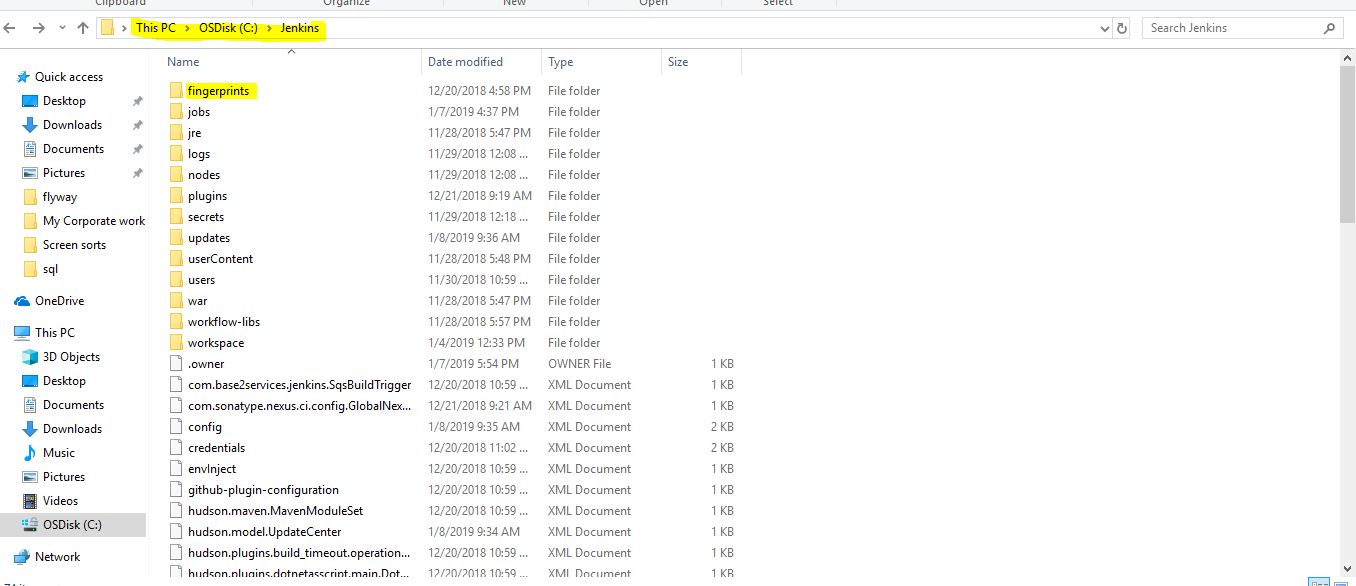 Clipboard Organize New Open Select
This PC > OSDisk (C:) > Jenkins
Search Jenkins
Name Date modified Type Size
Quick access
Desktop
Downloads
Documents
Pictures
flyway
My Corporate work
Screen sorts
sql
OneDrive
This PC
3D Objects
Desktop
Documents
Downloads
Music
Pictures
Videos
OSDisk (C:)
Network
fingerprints 12/20/2018 4:58 PM File folder
jobs 1/7/2019 4:37 PM File folder
jre 11/28/2018 5:47 PM File folder
logs 11/29/2018 12:08 ... File folder
nodes 11/29/2018 12:08 ... File folder
plugins 12/21/2018 9:19 AM File folder
secrets 11/29/2018 12:18 ... File folder
updates 1/8/2019 9:36 AM File folder
userContent 11/28/2018 5:48 PM File folder
users 11/30/2018 10:59 ... File folder
war 11/28/2018 5:47 PM File folder
workflow-libs 11/28/2018 5:57 PM File folder
workspace 1/4/2019 12:33 PM File folder
.owner 1/7/2019 5:54 PM OWNER File 1 KB
com.base2services.jenkins.SqsBuildTrigger 12/20/2018 10:59 ... XML Document 1 KB
com.sonatype.nexus.ci.config.GlobalNex... 12/21/2018 9:21 AM XML Document 1 KB
config 1/8/2019 9:35 AM XML Document 2 KB
credentials 12/20/2018 11:02 ... XML Document 2 KB
envInject 12/20/2018 10:59 ... XML Document 1 KB
github-plugin-configuration 12/20/2018 10:59 ... XML Document 1 KB
hudson.maven.MavenModuleSet 12/20/2018 10:59 ... XML Document 1 KB
hudson.model.UpdateCenter 1/8/2019 9:34 AM XML Document 1 KB
hudson.plugins.build_timeout.operation... 12/20/2018 10:59 ... XML Document 1 KB
hudson.plugins.dotnetasscript.main.Dot... 12/20/2018 10:59 ... XML Document 1 KB